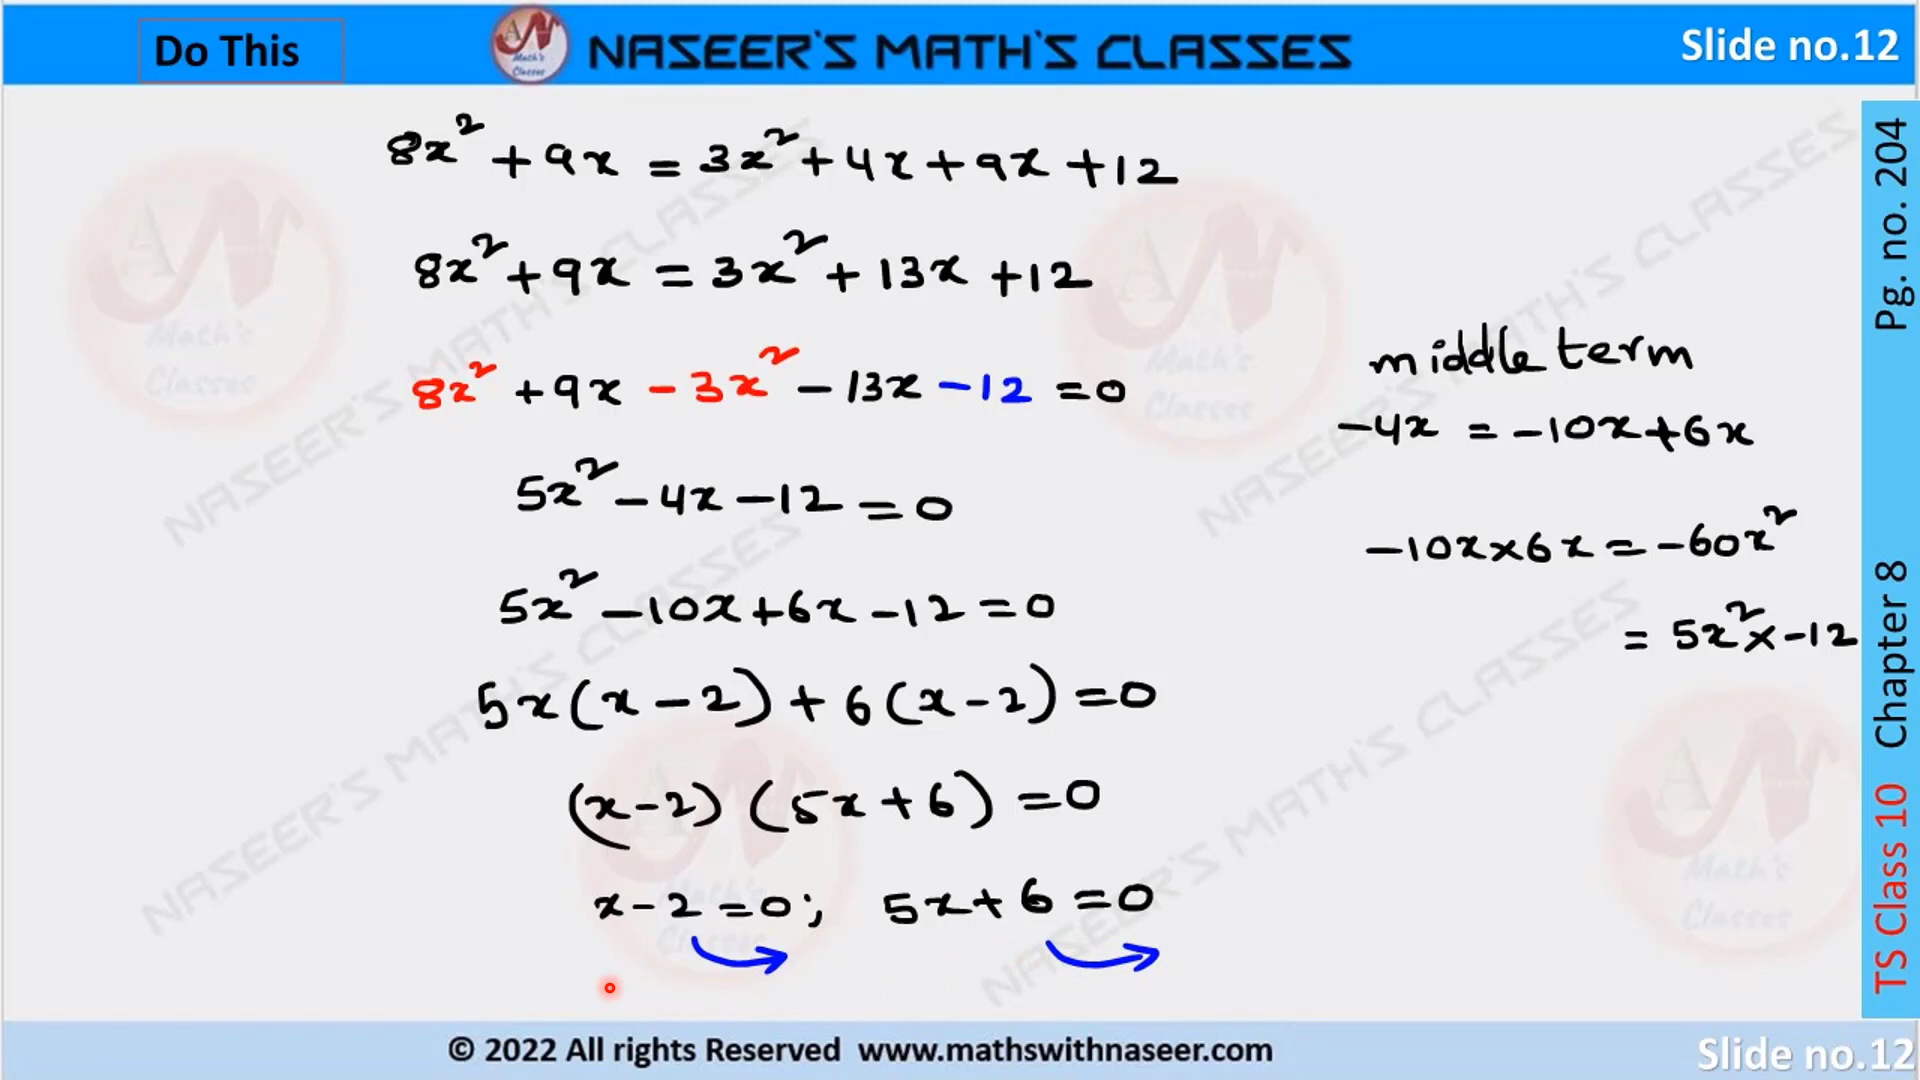 Do This
NASEER'S MATH'S CLASSES
Slide no.12
8x² + 9x = 3x² + 4x + 9x + 12
8x² + 9x = 3x² + 13x + 12
8x² + 9x - 3x² - 13x - 12 = 0
5x² - 4x - 12 = 0
5x² - 10x + 6x - 12 = 0
5x(x - 2) + 6(x - 2) = 0
(x - 2) (5x + 6) = 0
x - 2 = 0; 5x + 6 = 0
middle term
-4x = -10x + 6x
-10x × 6x = -60x²
= 5x² × -12
Pg. no. 204
TS Class 10 Chapter 8
© 2022 All rights Reserved www.mathswithnaseer.com
Slide no.12